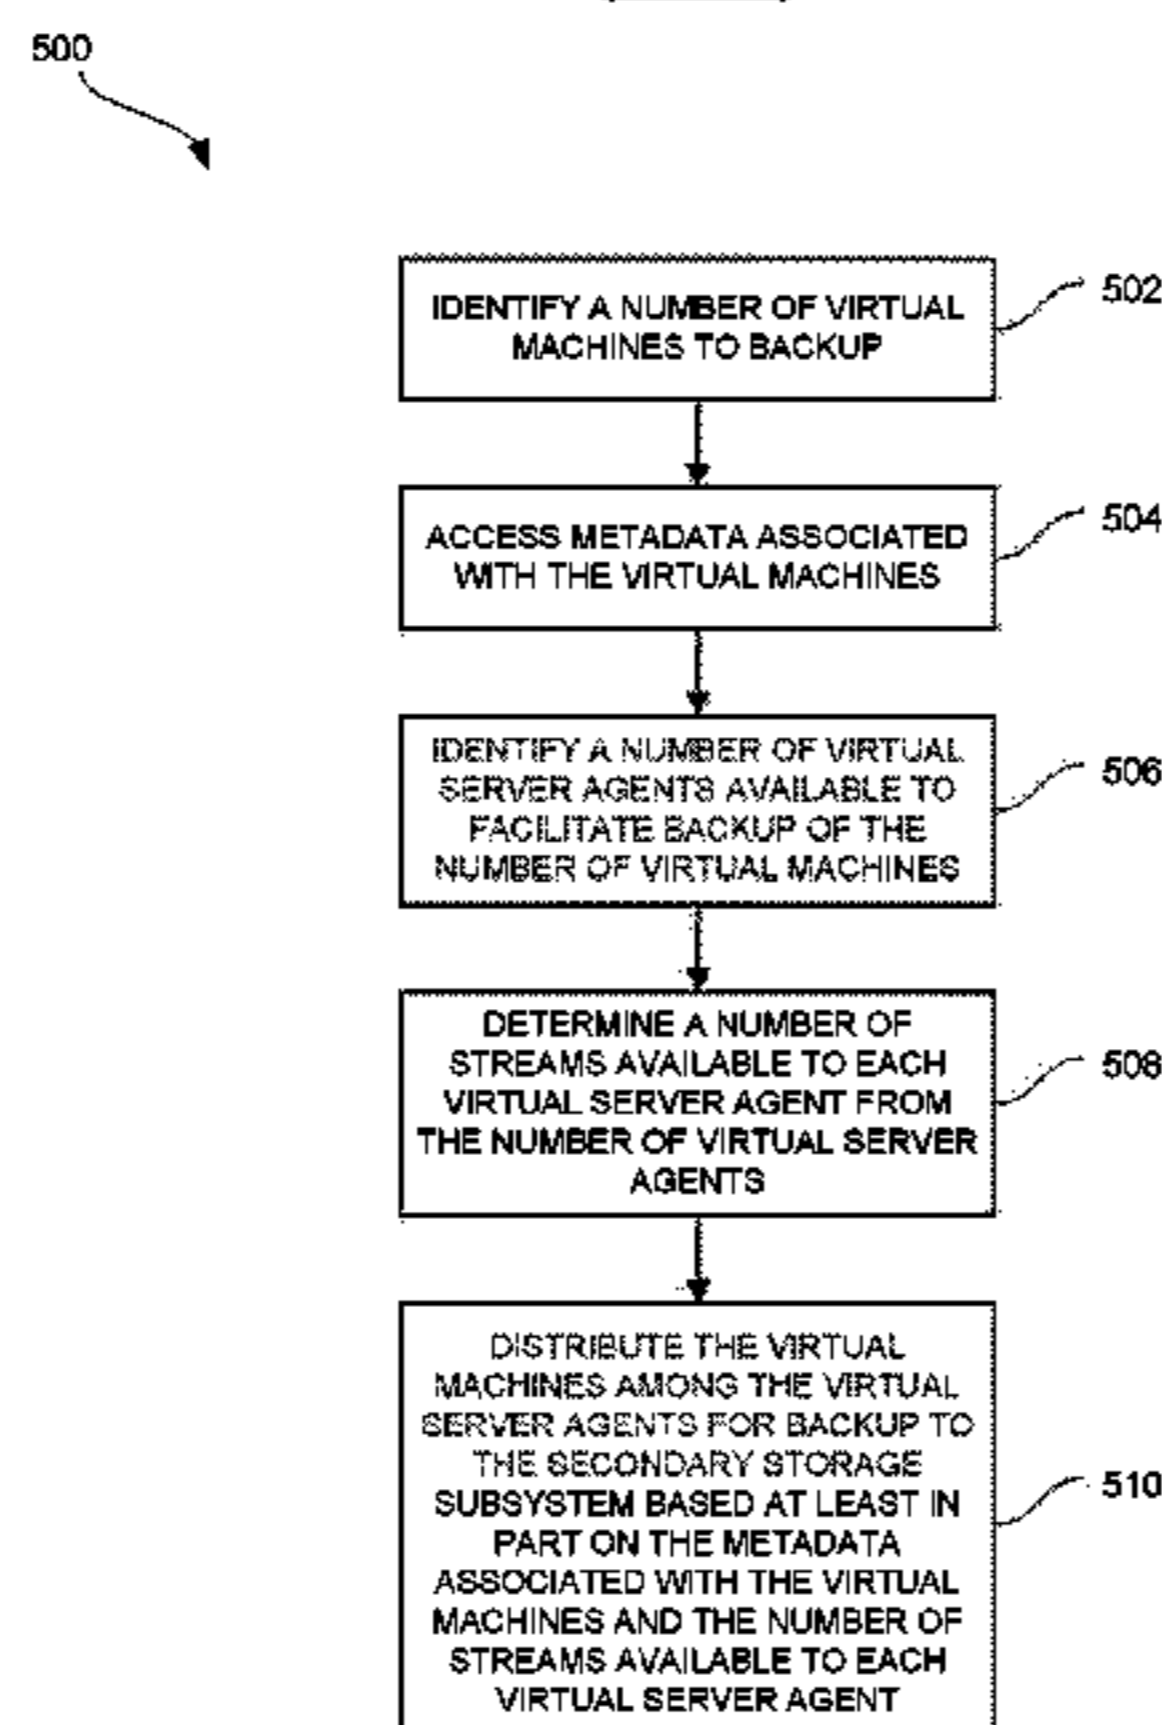 500
IDENTIFY A NUMBER OF VIRTUAL
MACHINES TO BACKUP
502
ACCESS METADATA ASSOCIATED
WITH THE VIRTUAL MACHINES
504
IDENTIFY A NUMBER OF VIRTUAL
SERVER AGENTS AVAILABLE TO
FACILITATE BACKUP OF THE
NUMBER OF VIRTUAL MACHINES
506
DETERMINE A NUMBER OF
STREAMS AVAILABLE TO EACH
VIRTUAL SERVER AGENT FROM
THE NUMBER OF VIRTUAL SERVER
AGENTS
508
DISTRIBUTE THE VIRTUAL
MACHINES AMONG THE VIRTUAL
SERVER AGENTS FOR BACKUP TO
THE SECONDARY STORAGE
SUBSYSTEM BASED AT LEAST IN
PART ON THE METADATA
ASSOCIATED WITH THE VIRTUAL
MACHINES AND THE NUMBER OF
STREAMS AVAILABLE TO EACH
VIRTUAL SERVER AGENT
510